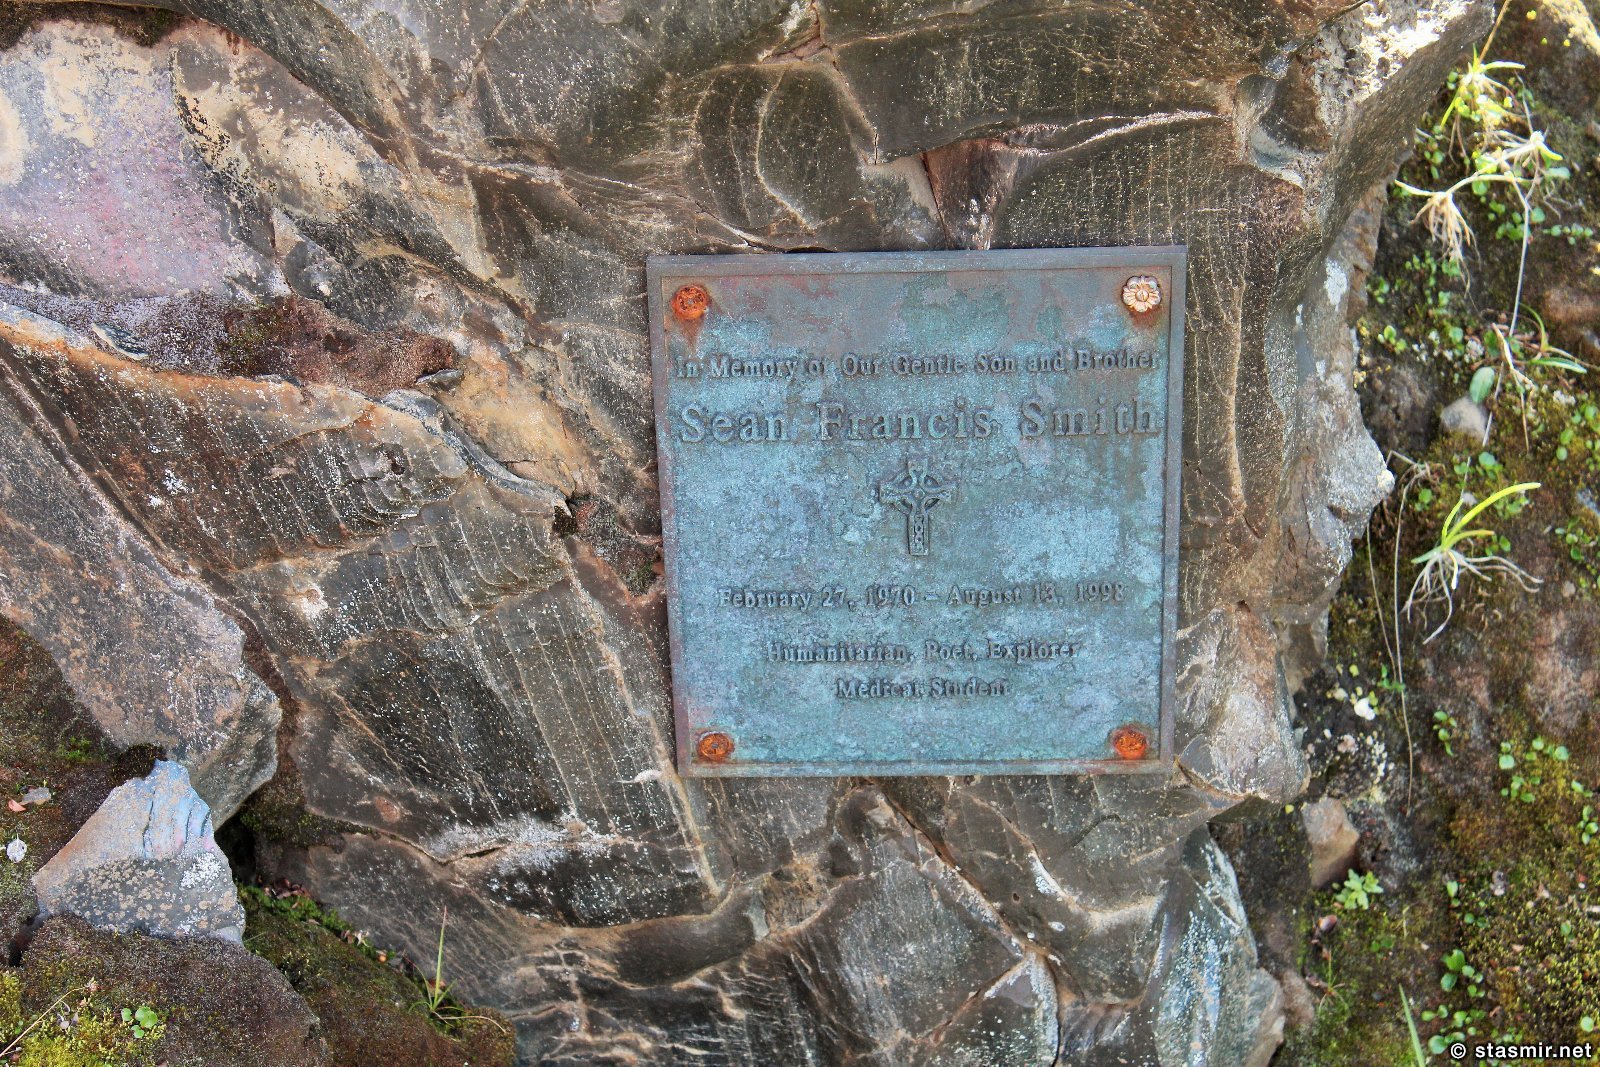 In Memory of Our Gentle Son and Brother
Sean Francis Smith
February 27, 1970 – August 13, 1998
Humanitarian, Poet, Explorer
Medical Student
© stasmir.net